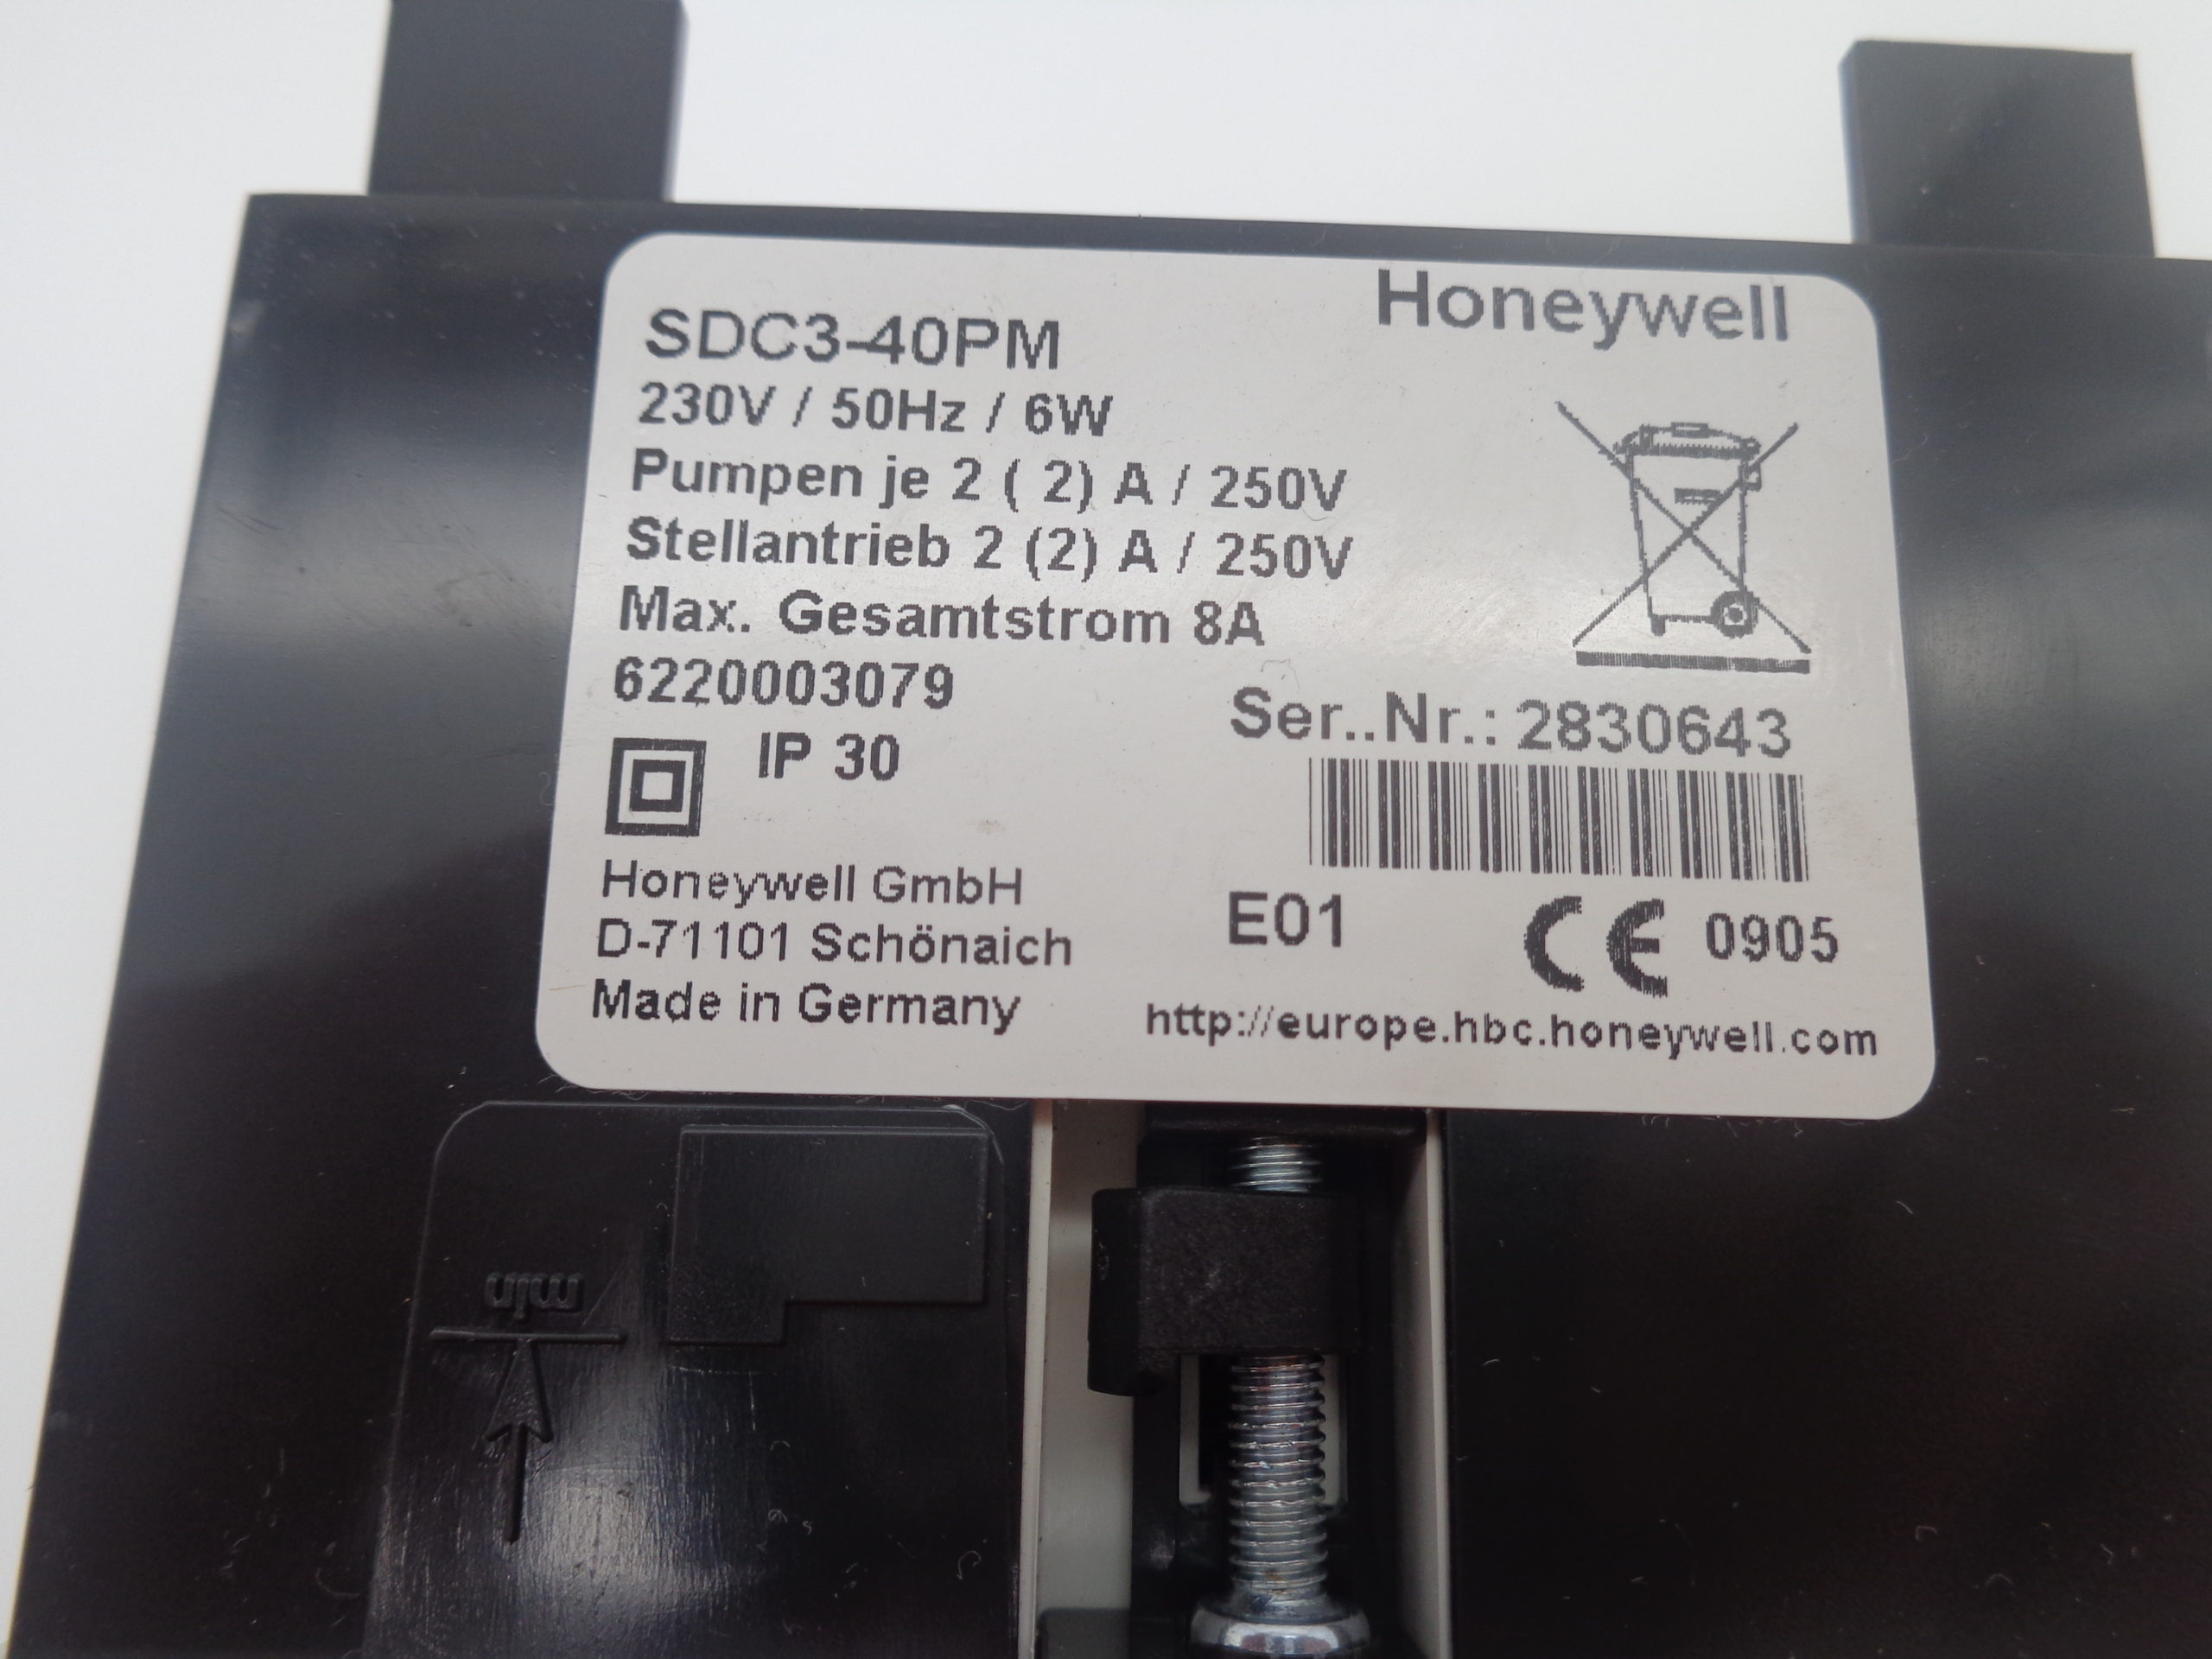 Honeywell
SDC3-40PM
230V / 50Hz / 6W
Pumpen je 2 ( 2) A / 250V
Stellantrieb 2 (2) A / 250V
Max. Gesamtstrom 8A
6220003079
Ser..Nr.: 2830643
IP 30
Honeywell GmbH
D-71101 Schönaich
Made in Germany
E01
CE 0905
http://europe.hbc.honeywell.com
min